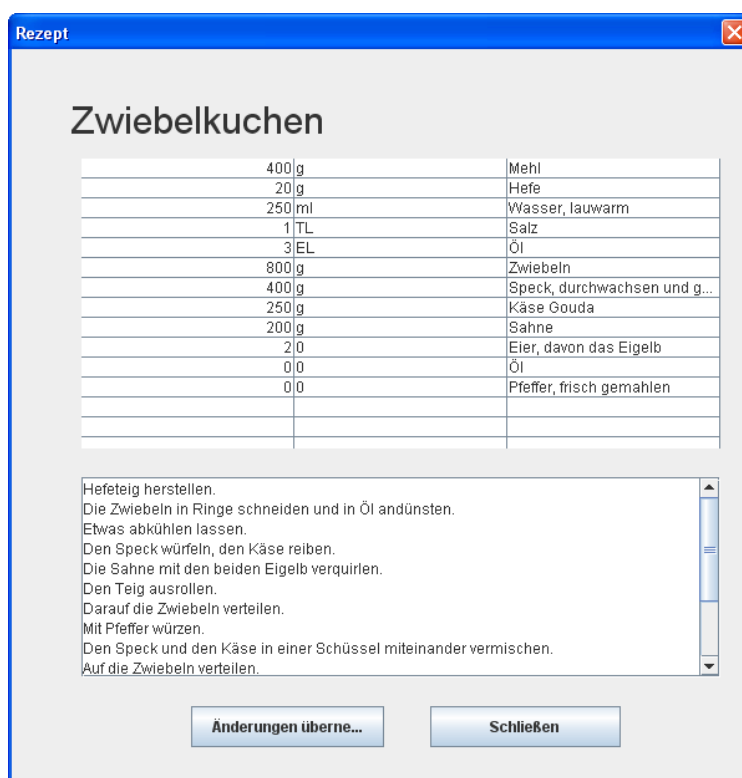 Rezept
Zwiebelkuchen
400 g Mehl
20 g Hefe
250 ml Wasser, lauwarm
1 TL Salz
3 EL Öl
800 g Zwiebeln
400 g Speck, durchwachsen und g...
250 g Käse Gouda
200 g Sahne
2 0 Eier, davon das Eigelb
0 0 Öl
0 0 Pfeffer, frisch gemahlen
Hefeteig herstellen.
Die Zwiebeln in Ringe schneiden und in Öl andünsten.
Etwas abkühlen lassen.
Den Speck würfeln, den Käse reiben.
Die Sahne mit den beiden Eigelb verquirlen.
Den Teig ausrollen.
Darauf die Zwiebeln verteilen.
Mit Pfeffer würzen.
Den Speck und den Käse in einer Schüssel miteinander vermischen.
Auf die Zwiebeln verteilen.
Änderungen überne... Schließen